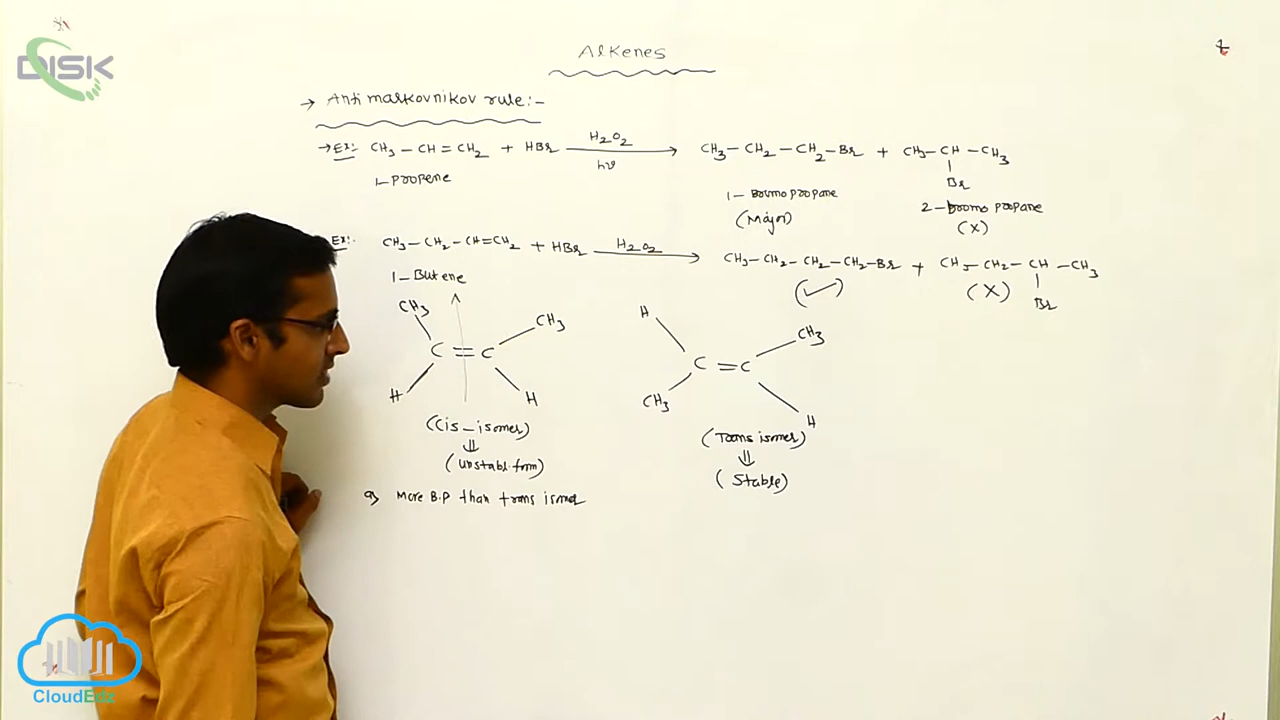 DISK
Alkenes
→ Anti markovnikov rule:-
→ Ex:- CH3 – CH = CH2 + HBr H2O2 hν → CH3 – CH2 – CH2 – Br + CH3 – CH – CH3
Br
1-propene
1- Boumo propane
(Major)
2-boomo propane
(X)
Ex:- CH3 – CH2 – CH=CH2 + HBr H2O2 → CH3 – CH2 – CH2 – CH2 – Br + CH3 – CH2 – CH – CH3
Br
1-Butene
(✓)
(X)
CH3 CH3
C = C
H H
(Cis-isomer)
⇓
(unstable form)
H CH3
C = C
CH3 H
(Trans isomer)
⇓
(Stable)
a) More B.P than trans isomer
CloudEdz